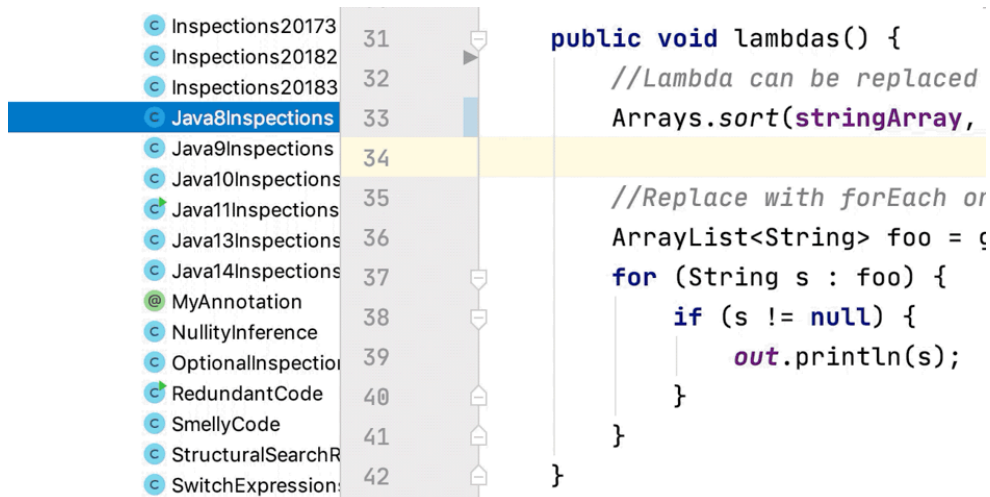 Inspections20173
Inspections20182
Inspections20183
Java8Inspections
Java9Inspections
Java10Inspections
Java11Inspections
Java13Inspections
Java14Inspections
@ MyAnnotation
NullityInference
OptionalInspection
RedundantCode
SmellyCode
StructuralSearchR
SwitchExpression
31 public void lambdas() {
32 //Lambda can be replaced
33 Arrays.sort(stringArray,
34
35 //Replace with forEach or
36 ArrayList<String> foo = g
37 for (String s : foo) {
38 if (s != null) {
39 out.println(s);
40 }
41 }
42 }